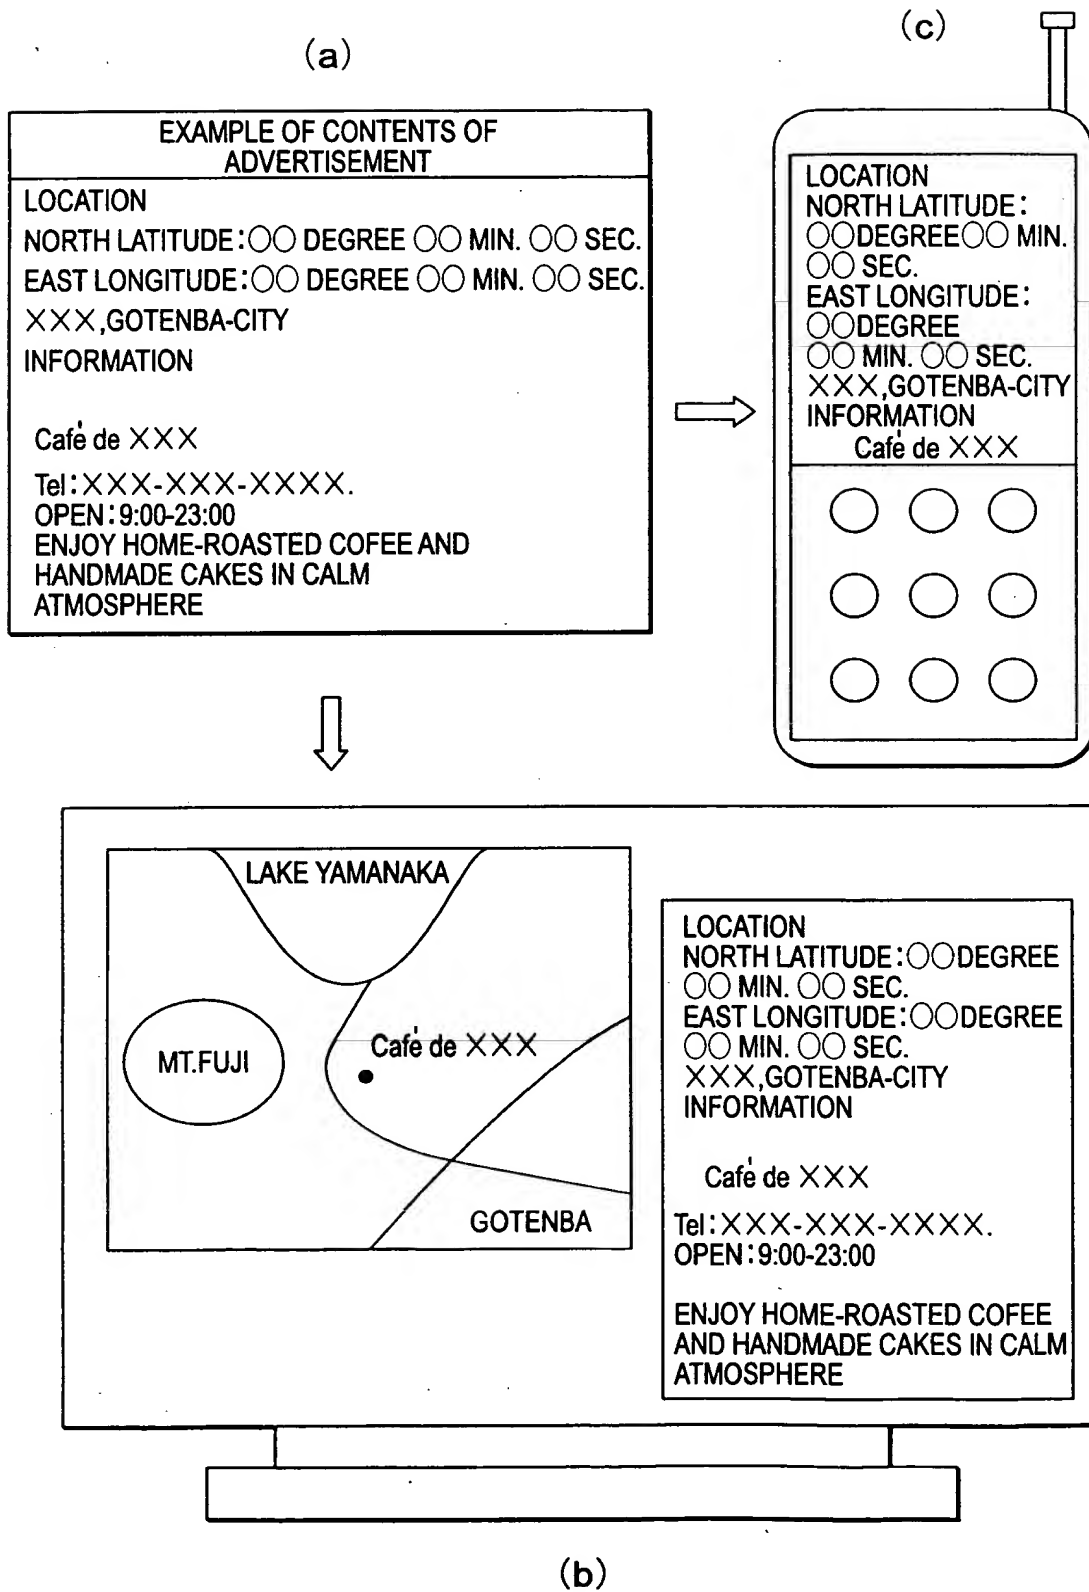 (a)
EXAMPLE OF CONTENTS OF
ADVERTISEMENT
LOCATION
NORTH LATITUDE:○○ DEGREE ○○ MIN. ○○ SEC.
EAST LONGITUDE:○○ DEGREE ○○ MIN. ○○ SEC.
×××,GOTENBA-CITY
INFORMATION
Café de ×××
Tel:×××-×××-××××.
OPEN:9:00-23:00
ENJOY HOME-ROASTED COFEE AND
HANDMADE CAKES IN CALM
ATMOSPHERE
(c)
LOCATION
NORTH LATITUDE:
○○DEGREE○○ MIN.
○○ SEC.
EAST LONGITUDE:
○○DEGREE
○○ MIN. ○○ SEC.
×××,GOTENBA-CITY
INFORMATION
Café de ×××
LAKE YAMANAKA
MT.FUJI
Café de ×××
GOTENBA
LOCATION
NORTH LATITUDE:○○DEGREE
○○ MIN. ○○ SEC.
EAST LONGITUDE:○○DEGREE
○○ MIN. ○○ SEC.
×××,GOTENBA-CITY
INFORMATION
Café de ×××
Tel:×××-×××-××××.
OPEN:9:00-23:00
ENJOY HOME-ROASTED COFEE
AND HANDMADE CAKES IN CALM
ATMOSPHERE
(b)